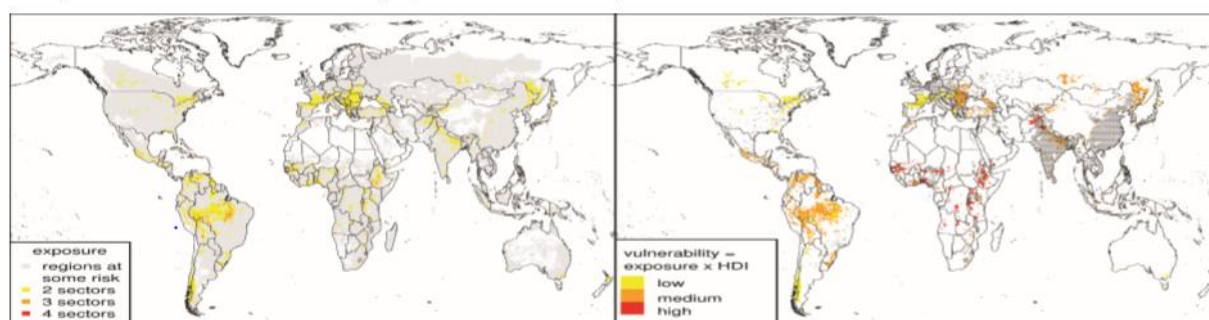 exposure
regions at
some risk
2 sectors
3 sectors
4 sectors
vulnerability =
exposure x HDI
low
medium
high